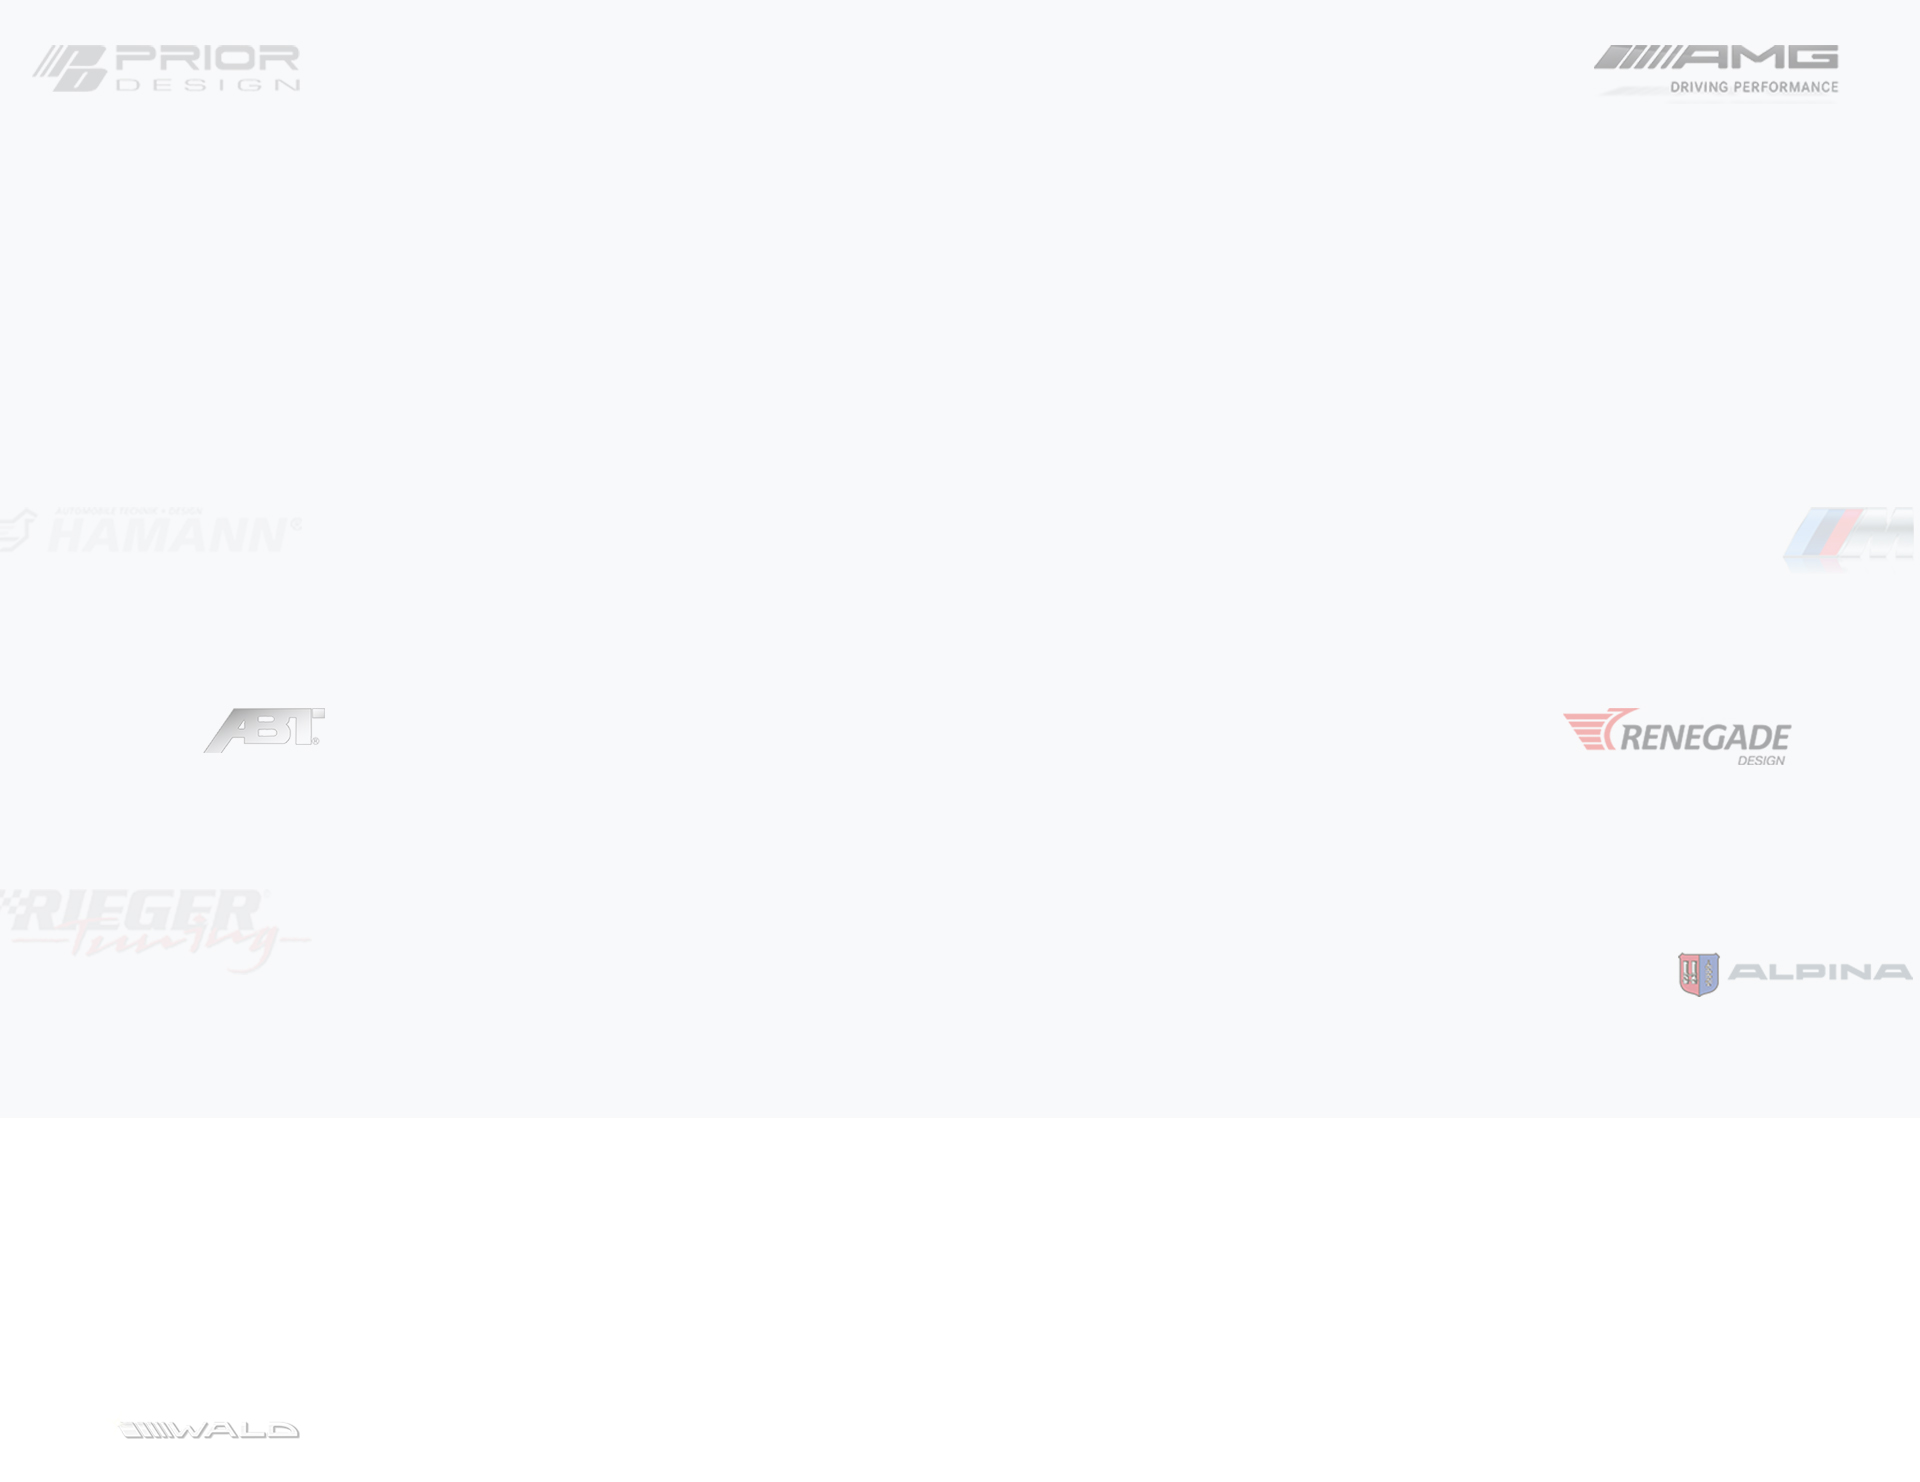 PRIOR
DESIGN
AMG
DRIVING PERFORMANCE
AUTOMOBILE TECHNIK + DESIGN
HAMANN
M
ABT®
RENEGADE
DESIGN
RIEGER
Tuning
ALPINA
WALD